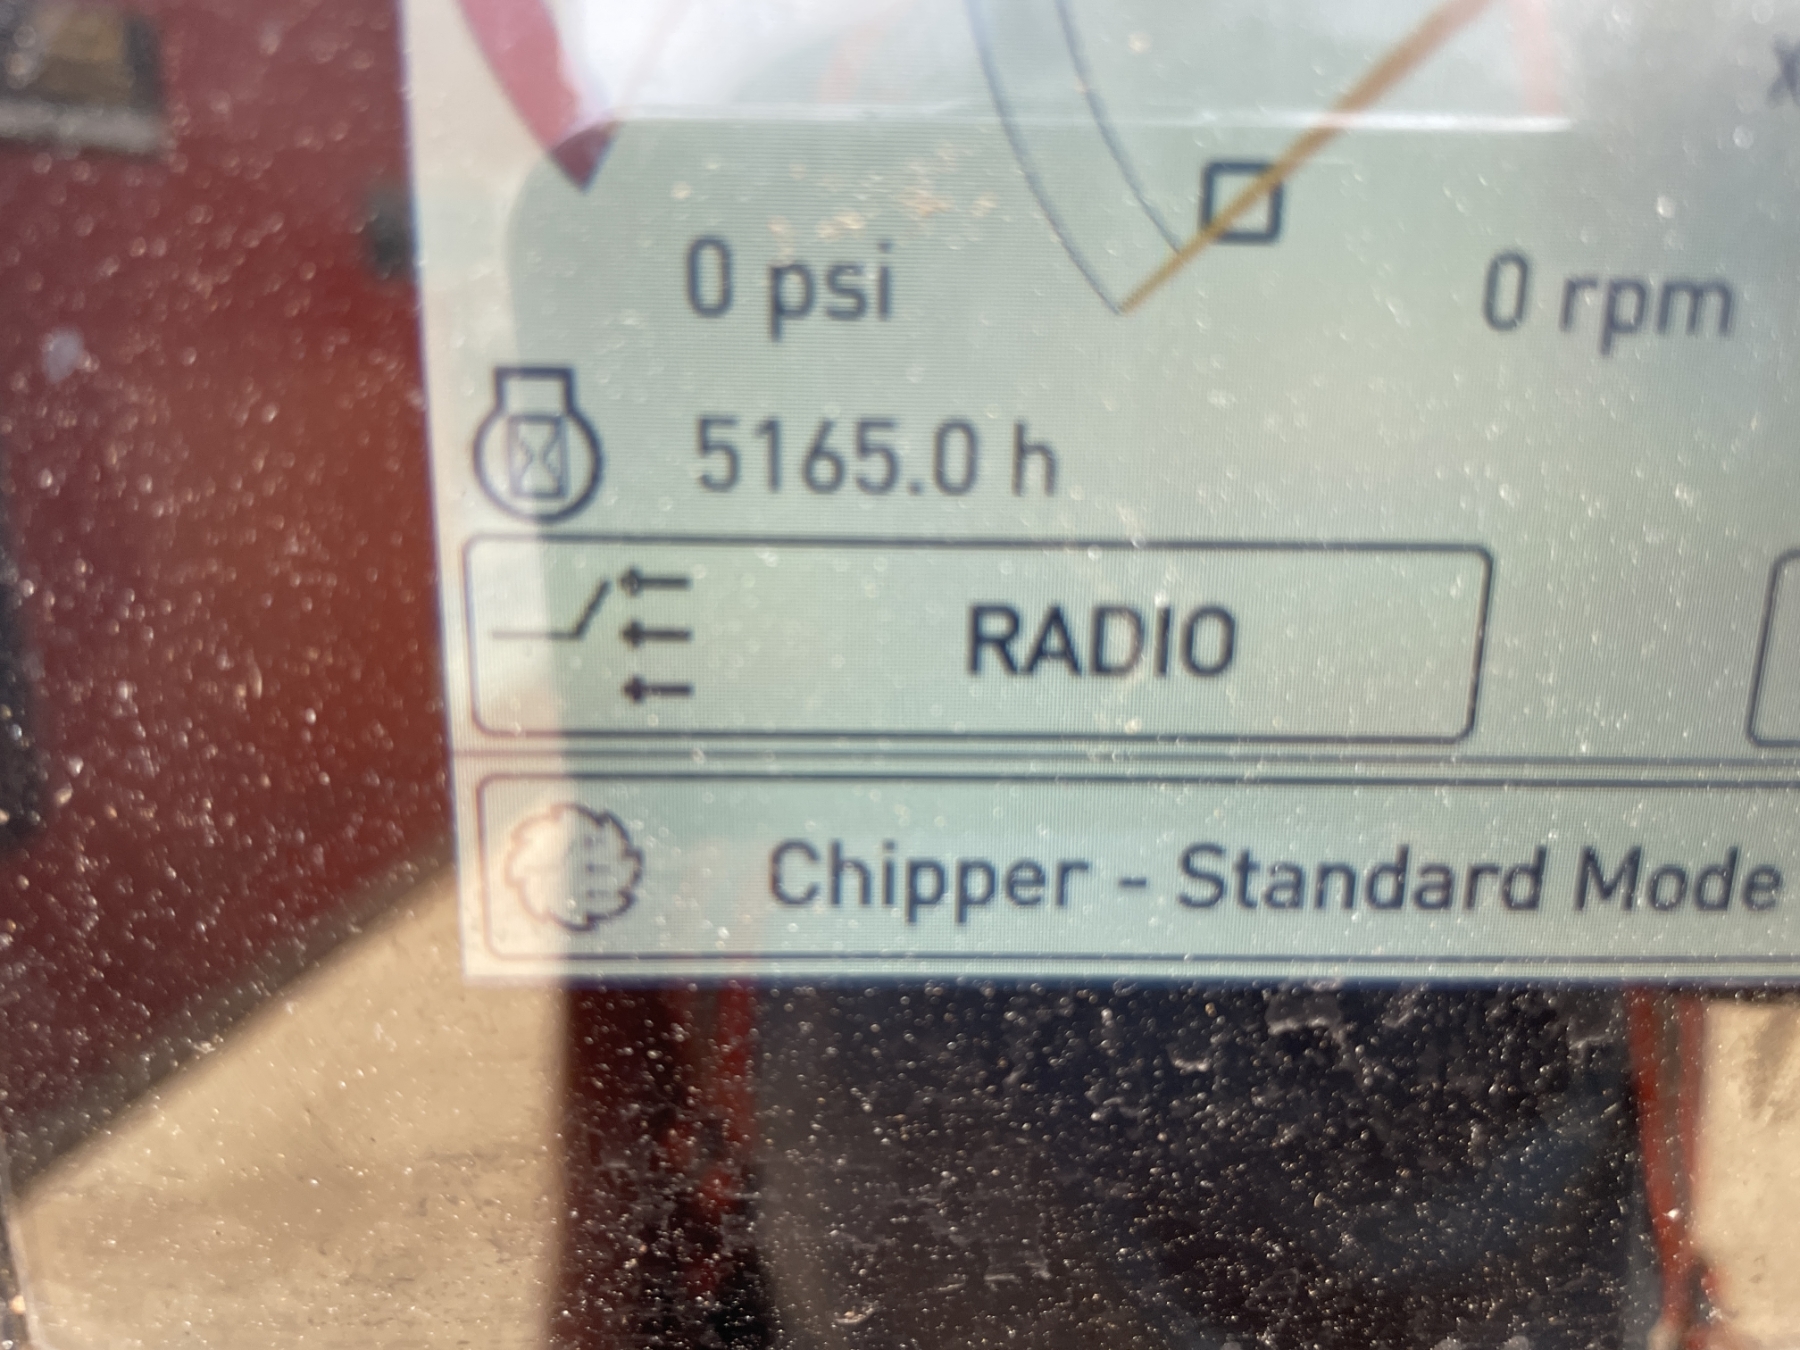 0 psi
0 rpm
5165.0 h
RADIO
Chipper - Standard Mode